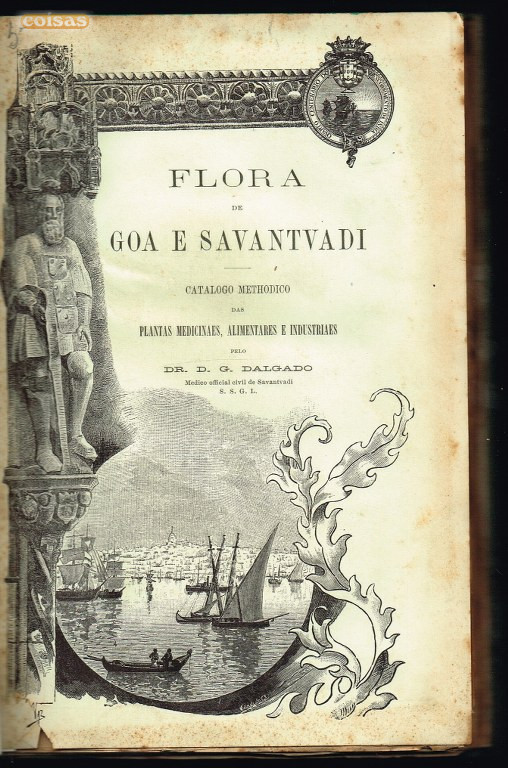 coisas
FLORA
DE
GOA E SAVANTVADI
CATALOGO METHODICO
DAS
PLANTAS MEDICINAES, ALIMENTARES E INDUSTRIAES
PELO
DR. D. G. DALGADO
Medico official civil de Savantvadi
S. S. G. L.